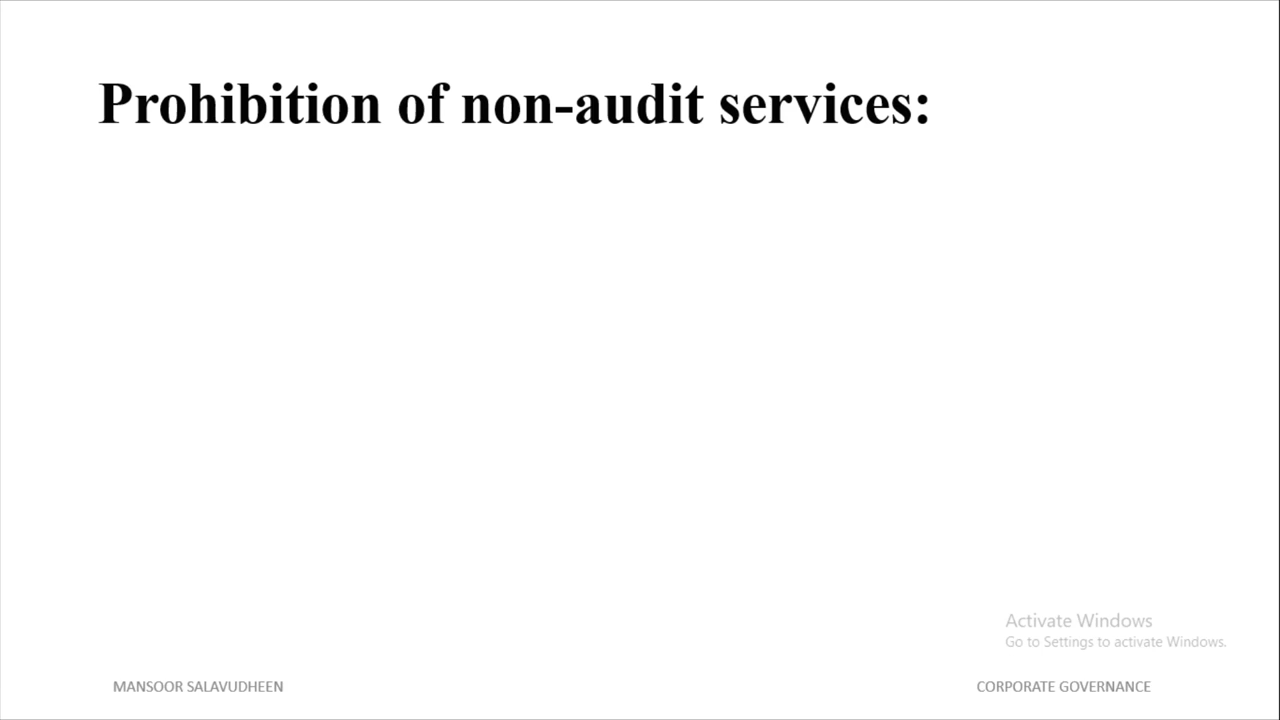 Prohibition of non-audit services:
Activate Windows
Go to Settings to activate Windows.
MANSOOR SALAVUDHEEN
CORPORATE GOVERNANCE